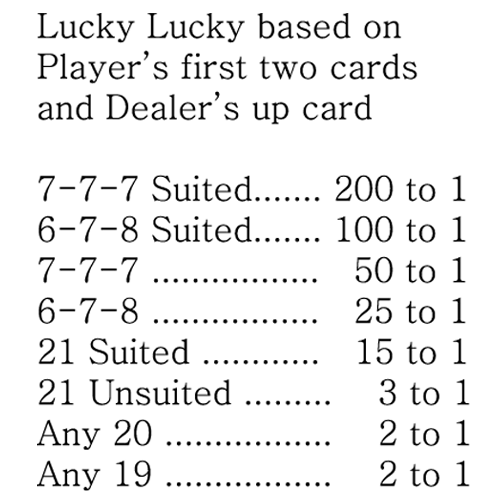 Lucky Lucky based on
Player's first two cards
and Dealer's up card
7-7-7 Suited....... 200 to 1
6-7-8 Suited....... 100 to 1
7-7-7 ................. 50 to 1
6-7-8 ................. 25 to 1
21 Suited ............ 15 to 1
21 Unsuited ......... 3 to 1
Any 20 ................. 2 to 1
Any 19 ................. 2 to 1